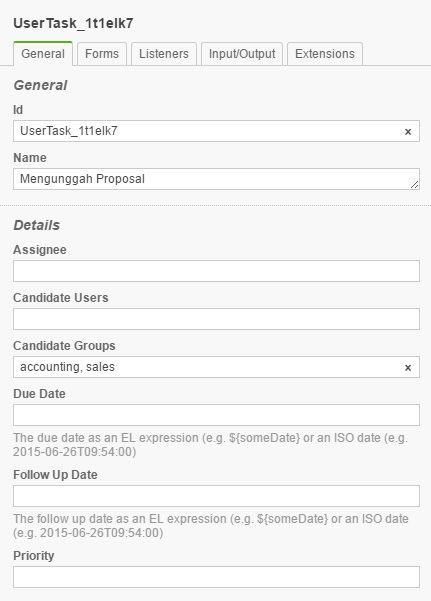 UserTask_1t1elk7
General Forms Listeners Input/Output Extensions
General
Id
UserTask_1t1elk7 ×
Name
Mengunggah Proposal
Details
Assignee
Candidate Users
Candidate Groups
accounting, sales ×
Due Date
The due date as an EL expression (e.g. ${someDate} or an ISO date (e.g.
2015-06-26T09:54:00)
Follow Up Date
The follow up date as an EL expression (e.g. ${someDate} or an ISO date
(e.g. 2015-06-26T09:54:00)
Priority